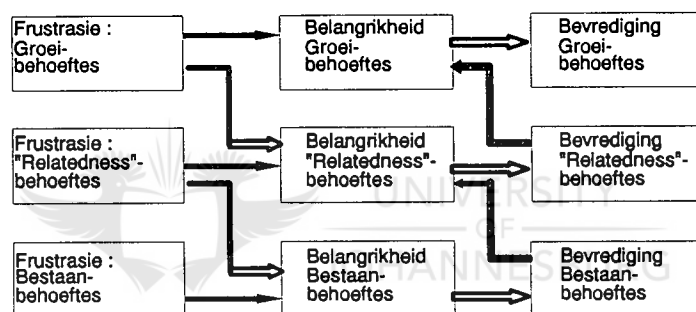 Frustrasie :
Groei-
behoeftes
Belangrikheid
Groei-
behoeftes
Bevrediging
Groei-
behoeftes
Frustrasie :
"Relatedness"-
behoeftes
Belangrikheid
"Relatedness"-
behoeftes
Bevrediging
"Relatedness"-
behoeftes
UNIVERSITY
OF
Frustrasie :
Bestaan-
behoeftes
Belangrikheid
Bestaan-
behoeftes
Bevrediging
Bestaan-
behoeftes